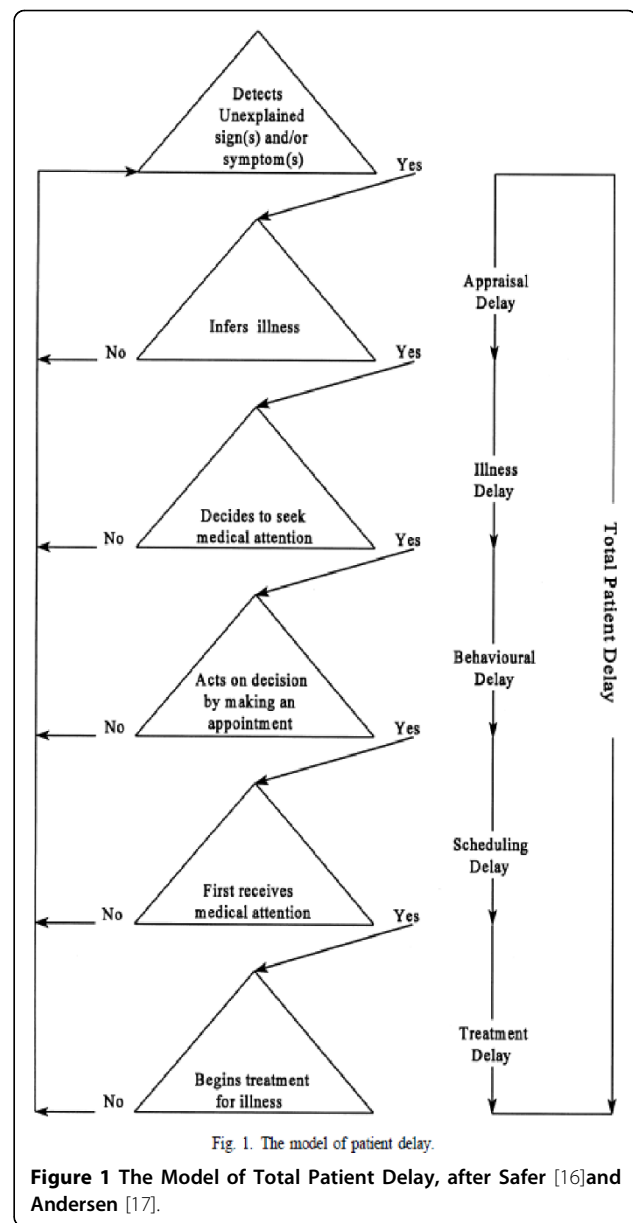 Detects
Unexplained
sign(s) and/or
symptom(s)
Yes
Appraisal
Delay
Infers illness
No
Yes
Illness
Delay
Decides to seek
medical attention
No
Yes
Total Patient Delay
Behavioural
Delay
Acts on decision
by making an
appointment
No
Yes
Scheduling
Delay
First receives
medical attention
No
Yes
Treatment
Delay
Begins treatment
for illness
No
Fig. 1. The model of patient delay.
Figure 1 The Model of Total Patient Delay, after Safer [16]and
Andersen [17].